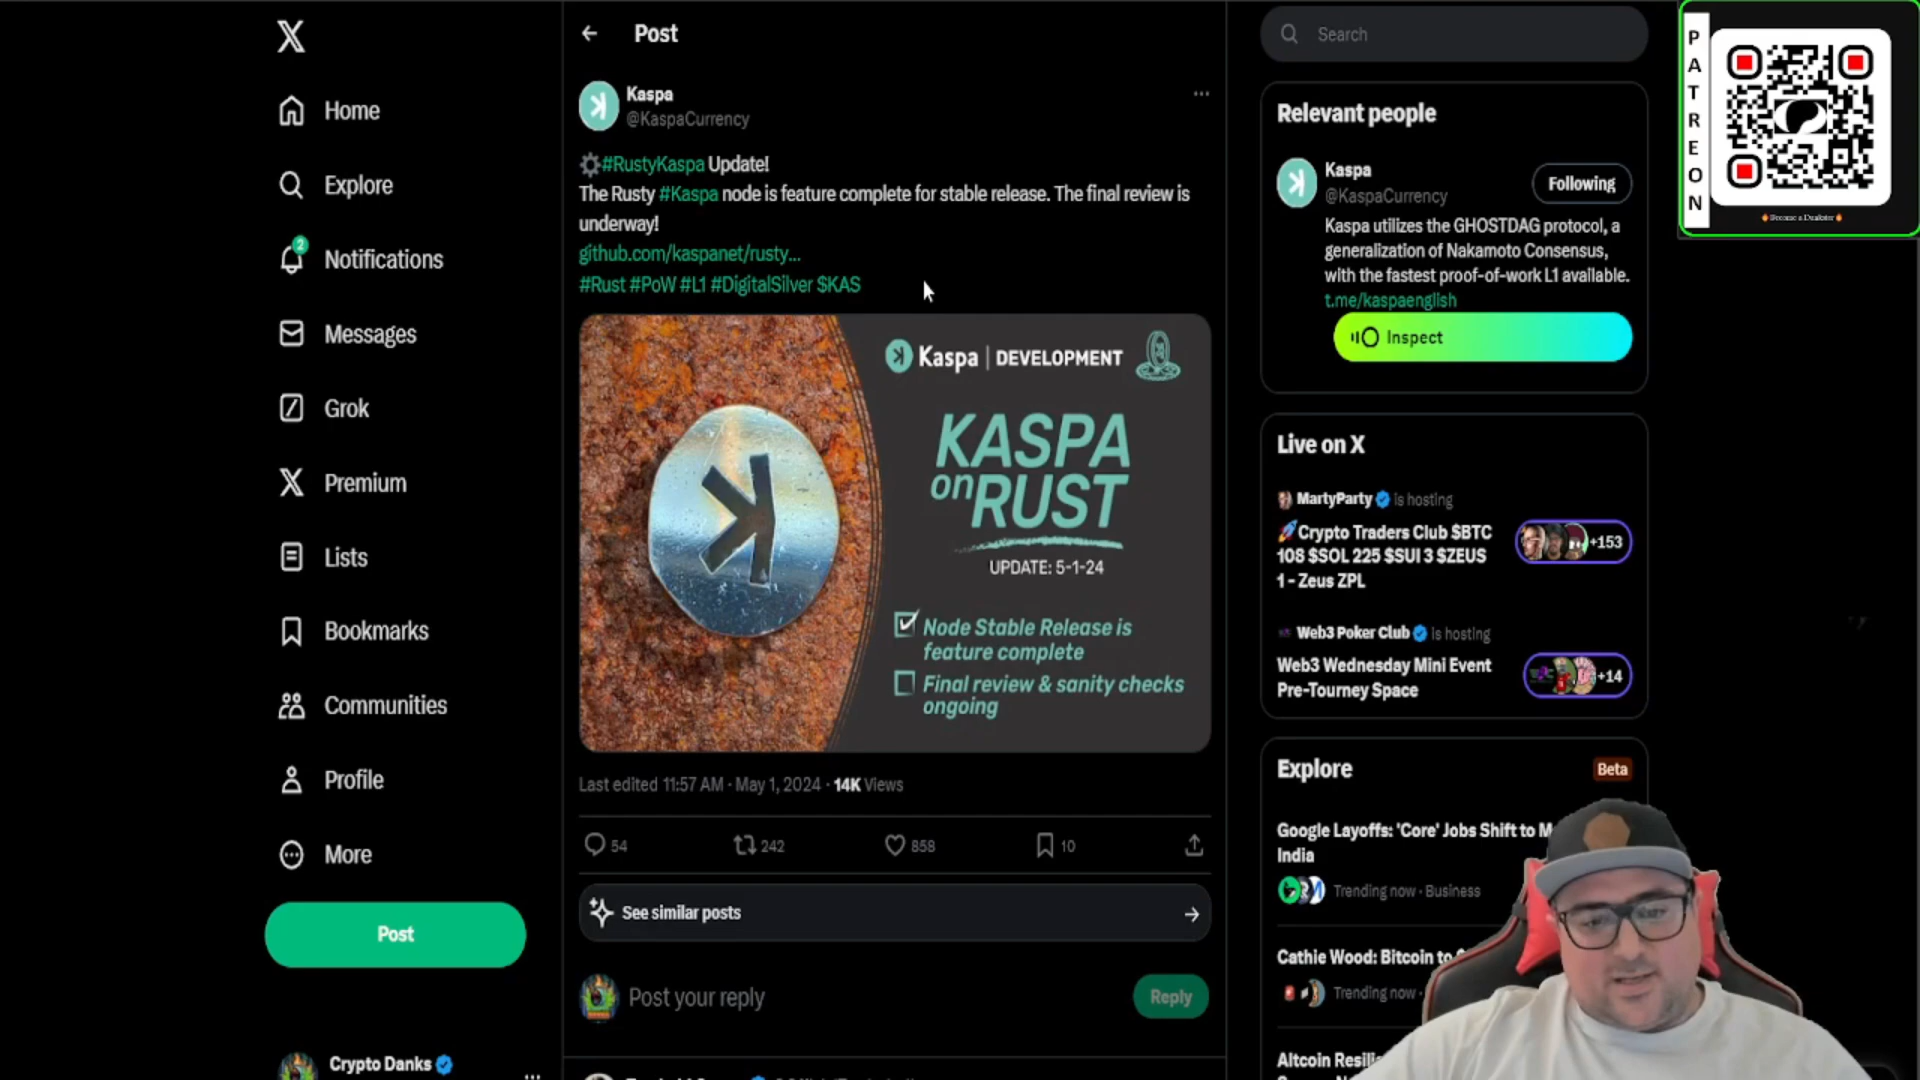 Home
Explore
2
Notifications
Messages
Grok
Premium
Lists
Bookmarks
Communities
Profile
More
Post
Crypto Danks
Post
Kaspa
@KaspaCurrency
#RustyKaspa Update!
The Rusty #Kaspa node is feature complete for stable release. The final review is
underway!
github.com/kaspanet/rusty...
#Rust #PoW #L1 #DigitalSilver $KAS
Kaspa | DEVELOPMENT
KASPA
on RUST
UPDATE: 5-1-24
Node Stable Release is
feature complete
Final review & sanity checks
ongoing
Last edited 11:57 AM · May 1, 2024 · 14K Views
54
242
858
10
See similar posts
Post your reply
Reply
Search
Relevant people
Kaspa
@KaspaCurrency
Following
Kaspa utilizes the GHOSTDAG protocol, a
generalization of Nakamoto Consensus,
with the fastest proof-of-work L1 available.
t.me/kaspaenglish
Inspect
Live on X
MartyParty is hosting
🚀Crypto Traders Club $BTC
108 $SOL 225 $SUI 3 $ZEUS
1 - Zeus ZPL
+153
Web3 Poker Club is hosting
Web3 Wednesday Mini Event
Pre-Tourney Space
+14
Explore
Beta
Google Layoffs: 'Core' Jobs Shift to M
India
Trending now · Business
Cathie Wood: Bitcoin to
Trending now ·
Altcoin
PATREON